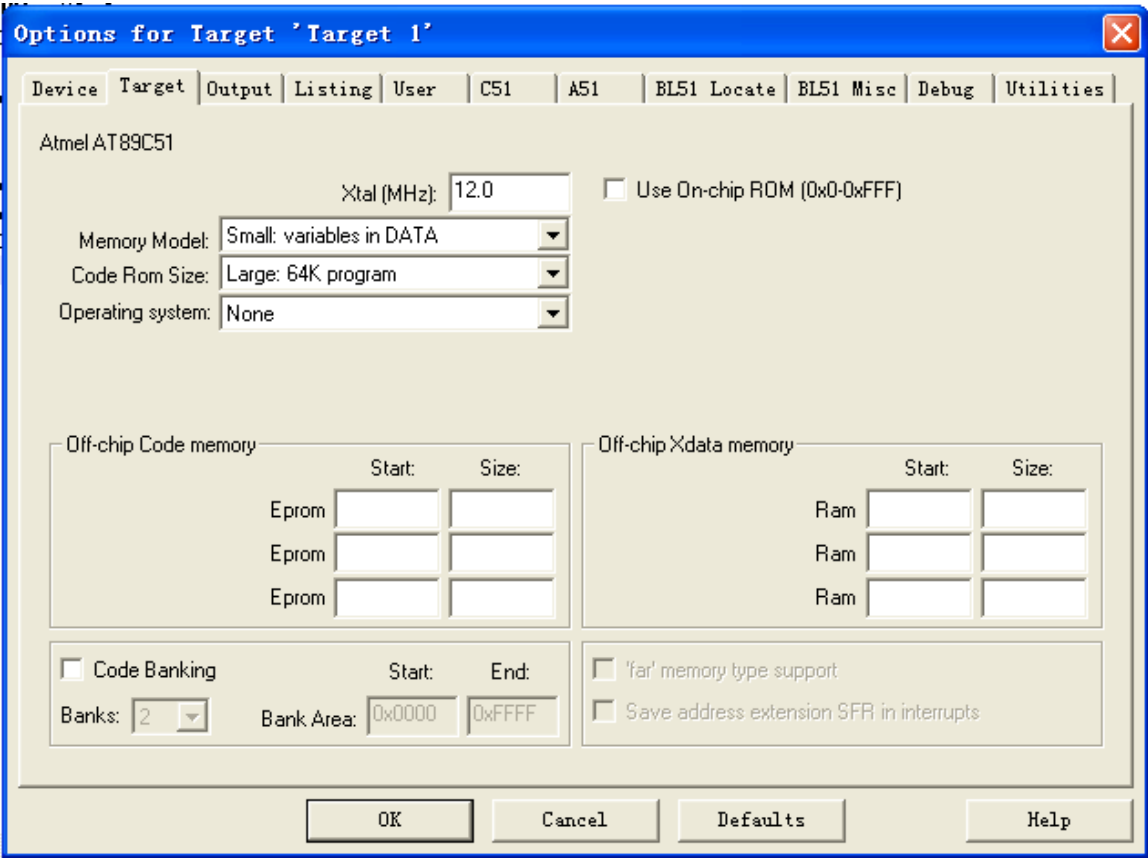 Options for Target 'Target 1'
Device Target Output Listing User C51 A51 BL51 Locate BL51 Misc Debug Utilities
Atmel AT89C51
Xtal (MHz): 12.0 Use On-chip ROM (0x0-0xFFF)
Memory Model: Small: variables in DATA
Code Rom Size: Large: 64K program
Operating system: None
Off-chip Code memory
Start: Size:
Eprom
Eprom
Eprom
Off-chip Xdata memory
Start: Size:
Ram
Ram
Ram
Code Banking Start: End:
Banks: 2 Bank Area: 0x0000 0xFFFF
'far' memory type support
Save address extension SFR in interrupts
OK Cancel Defaults Help